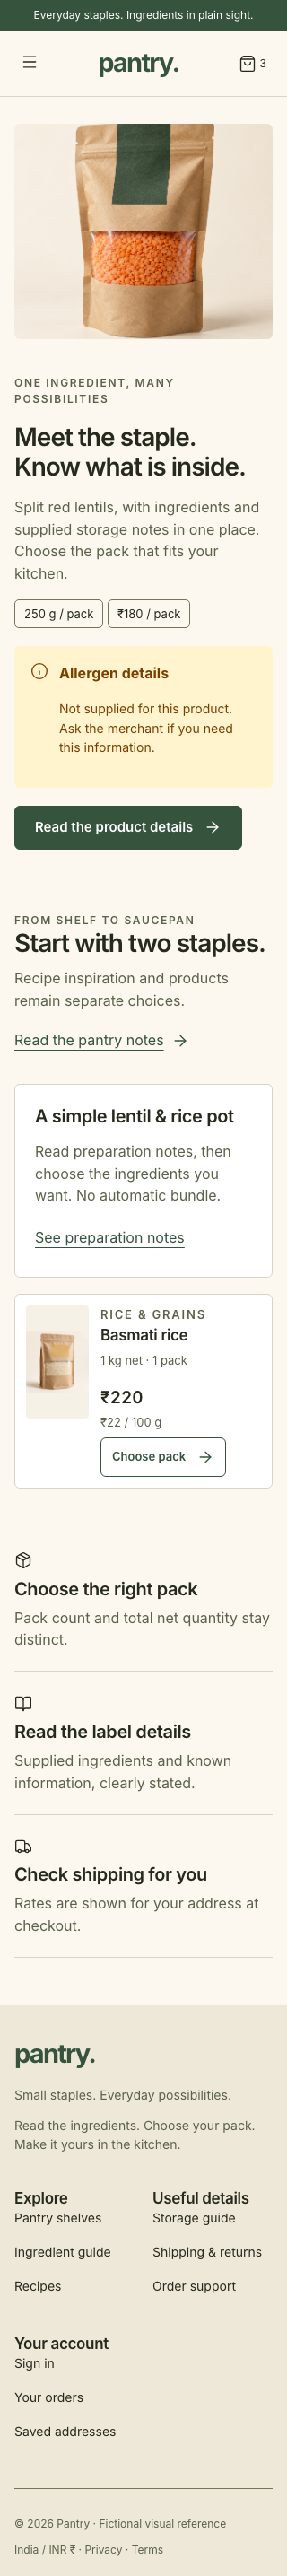 Everyday staples. Ingredients in plain sight.
pantry.
3
ONE INGREDIENT, MANY
POSSIBILITIES
Meet the staple.
Know what is inside.
Split red lentils, with ingredients and
supplied storage notes in one place.
Choose the pack that fits your
kitchen.
250 g / pack
₹180 / pack
Allergen details
Not supplied for this product.
Ask the merchant if you need
this information.
Read the product details
FROM SHELF TO SAUCEPAN
Start with two staples.
Recipe inspiration and products
remain separate choices.
Read the pantry notes
A simple lentil & rice pot
Read preparation notes, then
choose the ingredients you
want. No automatic bundle.
See preparation notes
RICE & GRAINS
Basmati rice
1 kg net · 1 pack
₹220
₹22 / 100 g
Choose pack
Choose the right pack
Pack count and total net quantity stay
distinct.
Read the label details
Supplied ingredients and known
information, clearly stated.
Check shipping for you
Rates are shown for your address at
checkout.
pantry.
Small staples. Everyday possibilities.
Read the ingredients. Choose your pack.
Make it yours in the kitchen.
Explore
Pantry shelves
Ingredient guide
Recipes
Useful details
Storage guide
Shipping & returns
Order support
Your account
Sign in
Your orders
Saved addresses
© 2026 Pantry · Fictional visual reference
India / INR ₹ · Privacy · Terms